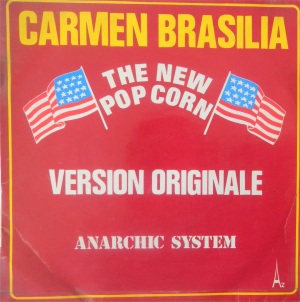 CARMEN BRASILIA
THE NEW
POP CORN
VERSION ORIGINALE
ANARCHIC SYSTEM